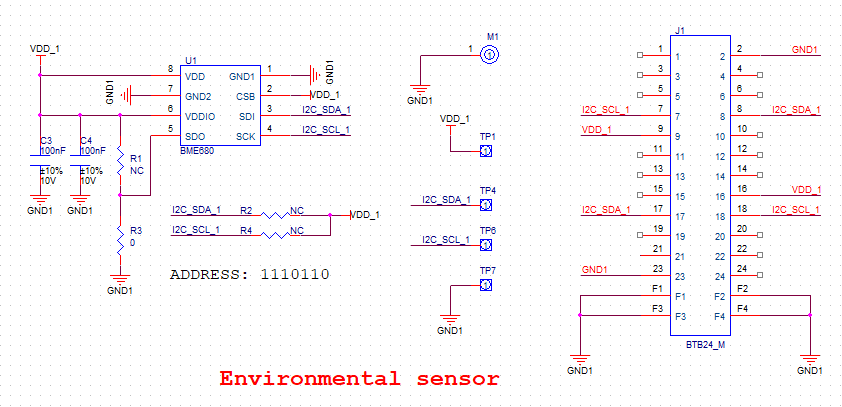 VDD_1
U1
8 VDD GND1 1 GND1
GND1 7 GND2 CSB 2 VDD_1
6 VDDIO SDI 3 I2C_SDA_1
5 SDO SCK 4 I2C_SCL_1
BME680
C3
100nF
±10%
10V
GND1
C4
100nF
±10%
10V
GND1
R1
NC
R3
0
GND1
I2C_SDA_1 R2 NC VDD_1
I2C_SCL_1 R4 NC
ADDRESS: 1110110
M1
1 1
GND1
VDD_1
TP1
1
TP4
I2C_SDA_1 1
TP6
I2C_SCL_1 1
TP7
1
GND1
J1
1 1 2 2 GND1
3 3 4 4
5 5 6 6
I2C_SCL_1 7 7 8 8 I2C_SDA_1
VDD_1 9 9 10 10
11 11 12 12
13 13 14 14
15 15 16 16 VDD_1
I2C_SDA_1 17 17 18 18 I2C_SCL_1
19 19 20 20
21 21 22 22
GND1 23 23 24 24
F1 F1 F2 F2
F3 F3 F4 F4
BTB24_M
GND1 GND1
Environmental sensor